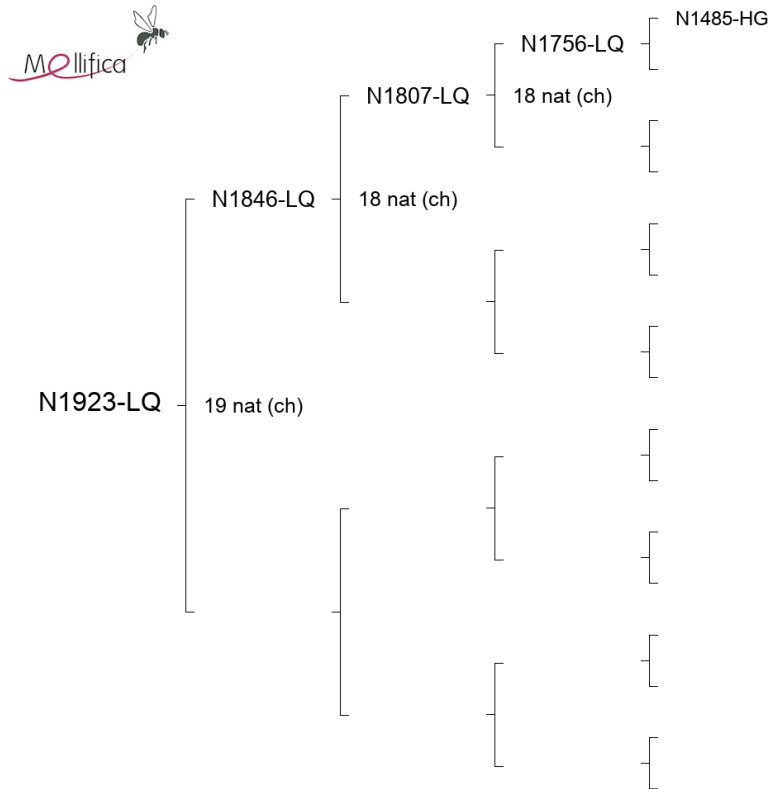 Mellifica
N1485-HG
N1756-LQ
N1807-LQ
18 nat (ch)
N1846-LQ
18 nat (ch)
N1923-LQ
19 nat (ch)